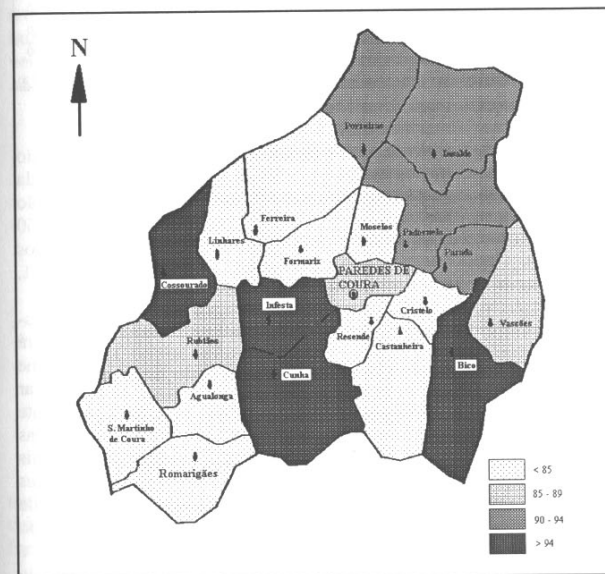 N
Porreiras
Insalde
Ferreira
Moselos
Padornelo
Linhares
Formariz
Parada
PAREDES DE
COURA
Cossourado
Infesta
Cristelo
Vascões
Resende
Castanheira
Rubiães
Bico
Cunha
Agualonga
S. Martinho
de Coura
Romarigães
< 85
85 - 89
90 - 94
> 94